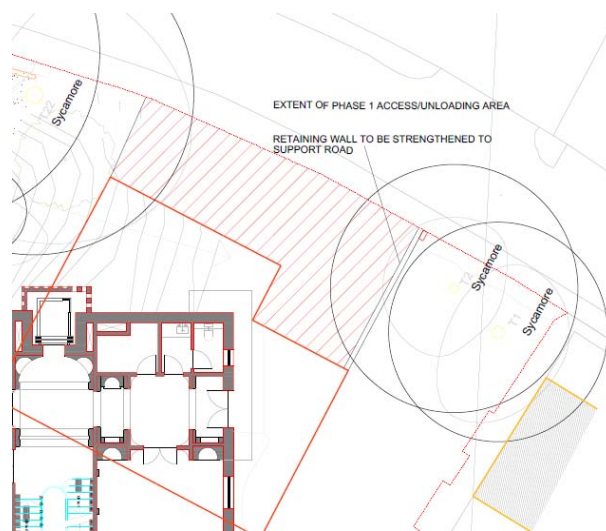 EXTENT OF PHASE 1 ACCESS/UNLOADING AREA
RETAINING WALL TO BE STRENGTHENED TO
SUPPORT ROAD
T22
Sycamore
T2
Sycamore
T1
Sycamore